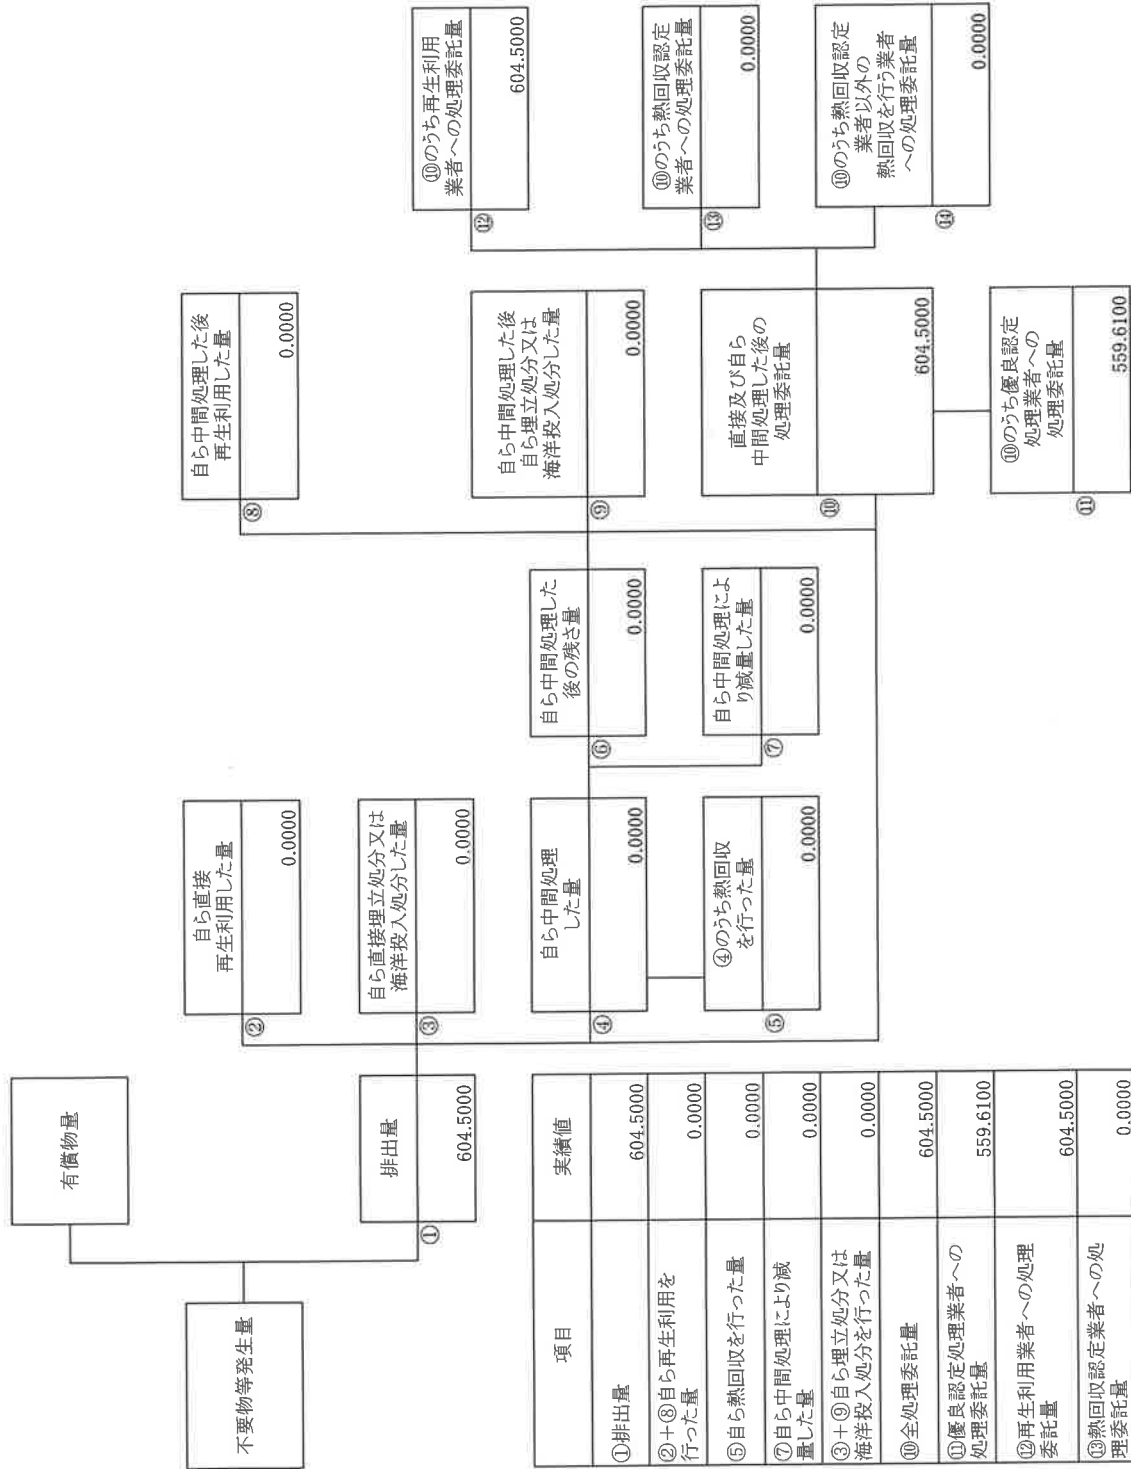 有償物量
不要物等発生量
排出量
①
604.5000
自ら直接
再生利用した量
②
0.0000
自ら直接埋立処分又は
海洋投入処分した量
③
0.0000
自ら中間処理
した量
④
0.0000
④のうち熱回収
を行った量
⑤
0.0000
自ら中間処理した
後の残さ量
⑥
0.0000
自ら中間処理によ
り減量した量
⑦
0.0000
自ら中間処理した後
再生利用した量
⑧
0.0000
自ら中間処理した後
自ら埋立処分又は
海洋投入処分した量
⑨
0.0000
直接及び自ら
中間処理した後の
処理委託量
⑩
604.5000
⑩のうち優良認定
処理業者への
処理委託量
⑪
559.6100
⑩のうち再生利用
業者への処理委託量
⑫
604.5000
⑩のうち熱回収認定
業者への処理委託量
⑬
0.0000
⑩のうち熱回収認定
業者以外の
熱回収を行う業者
への処理委託量
⑭
0.0000
項目 実績値
①排出量 604.5000
②+⑧自ら再生利用を
行った量 0.0000
⑤自ら熱回収を行った量 0.0000
⑦自ら中間処理により減
量した量 0.0000
③+⑨自ら埋立処分又は
海洋投入処分を行った量 0.0000
⑩全処理委託量 604.5000
⑪優良認定処理業者への
処理委託量 559.6100
⑫再生利用業者への処理
委託量 604.5000
⑬熱回収認定業者への処
理委託量 0.0000